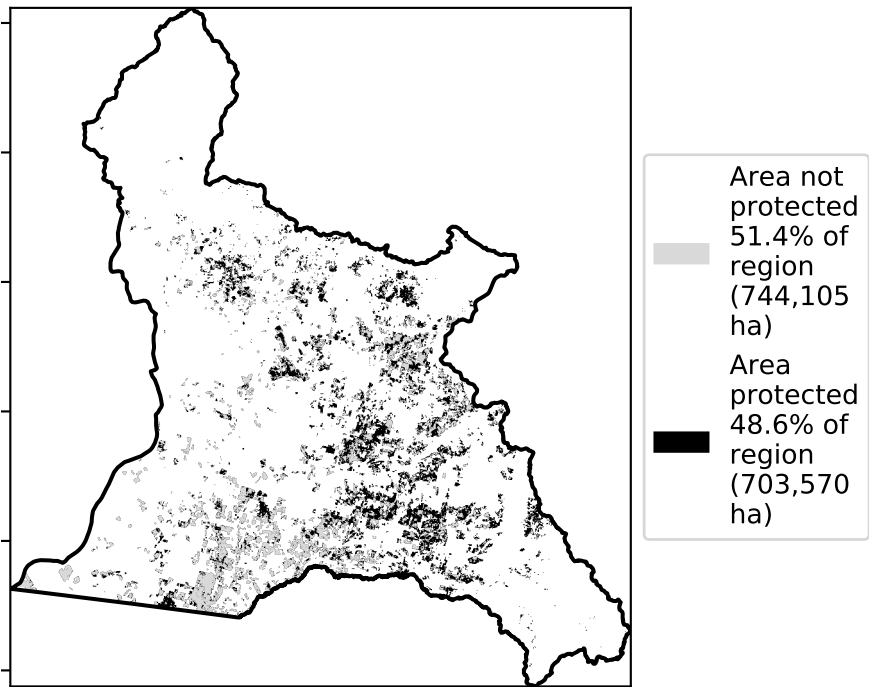 Area not
protected
51.4% of
region
(744,105
ha)
Area
protected
48.6% of
region
(703,570
ha)